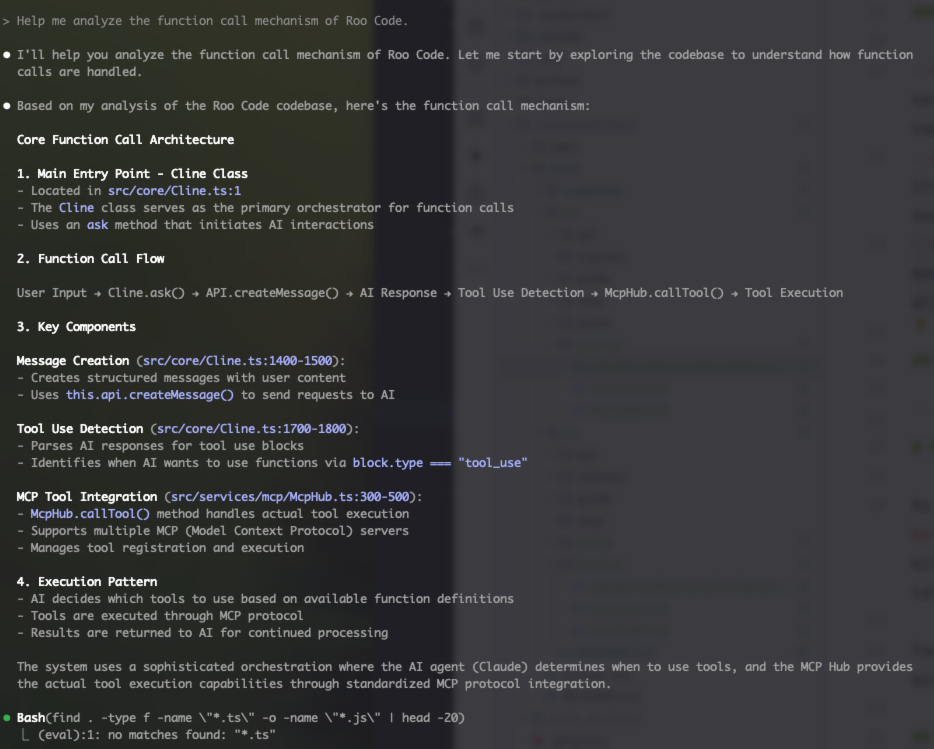 > Help me analyze the function call mechanism of Roo Code.
● I'll help you analyze the function call mechanism of Roo Code. Let me start by exploring the codebase to understand how function
calls are handled.
● Based on my analysis of the Roo Code codebase, here's the function call mechanism:
Core Function Call Architecture
1. Main Entry Point - Cline Class
- Located in src/core/Cline.ts:1
- The Cline class serves as the primary orchestrator for function calls
- Uses an ask method that initiates AI interactions
2. Function Call Flow
User Input → Cline.ask() → API.createMessage() → AI Response → Tool Use Detection → McpHub.callTool() → Tool Execution
3. Key Components
Message Creation (src/core/Cline.ts:1400-1500):
- Creates structured messages with user content
- Uses this.api.createMessage() to send requests to AI
Tool Use Detection (src/core/Cline.ts:1700-1800):
- Parses AI responses for tool use blocks
- Identifies when AI wants to use functions via block.type === "tool_use"
MCP Tool Integration (src/services/mcp/McpHub.ts:300-500):
- McpHub.callTool() method handles actual tool execution
- Supports multiple MCP (Model Context Protocol) servers
- Manages tool registration and execution
4. Execution Pattern
- AI decides which tools to use based on available function definitions
- Tools are executed through MCP protocol
- Results are returned to AI for continued processing
The system uses a sophisticated orchestration where the AI agent (Claude) determines when to use tools, and the MCP Hub provides
the actual tool execution capabilities through standardized MCP protocol integration.
● Bash(find . -type f -name \"*.ts\" -o -name \"*.js\" | head -20)
⎿ (eval):1: no matches found: "*.ts"